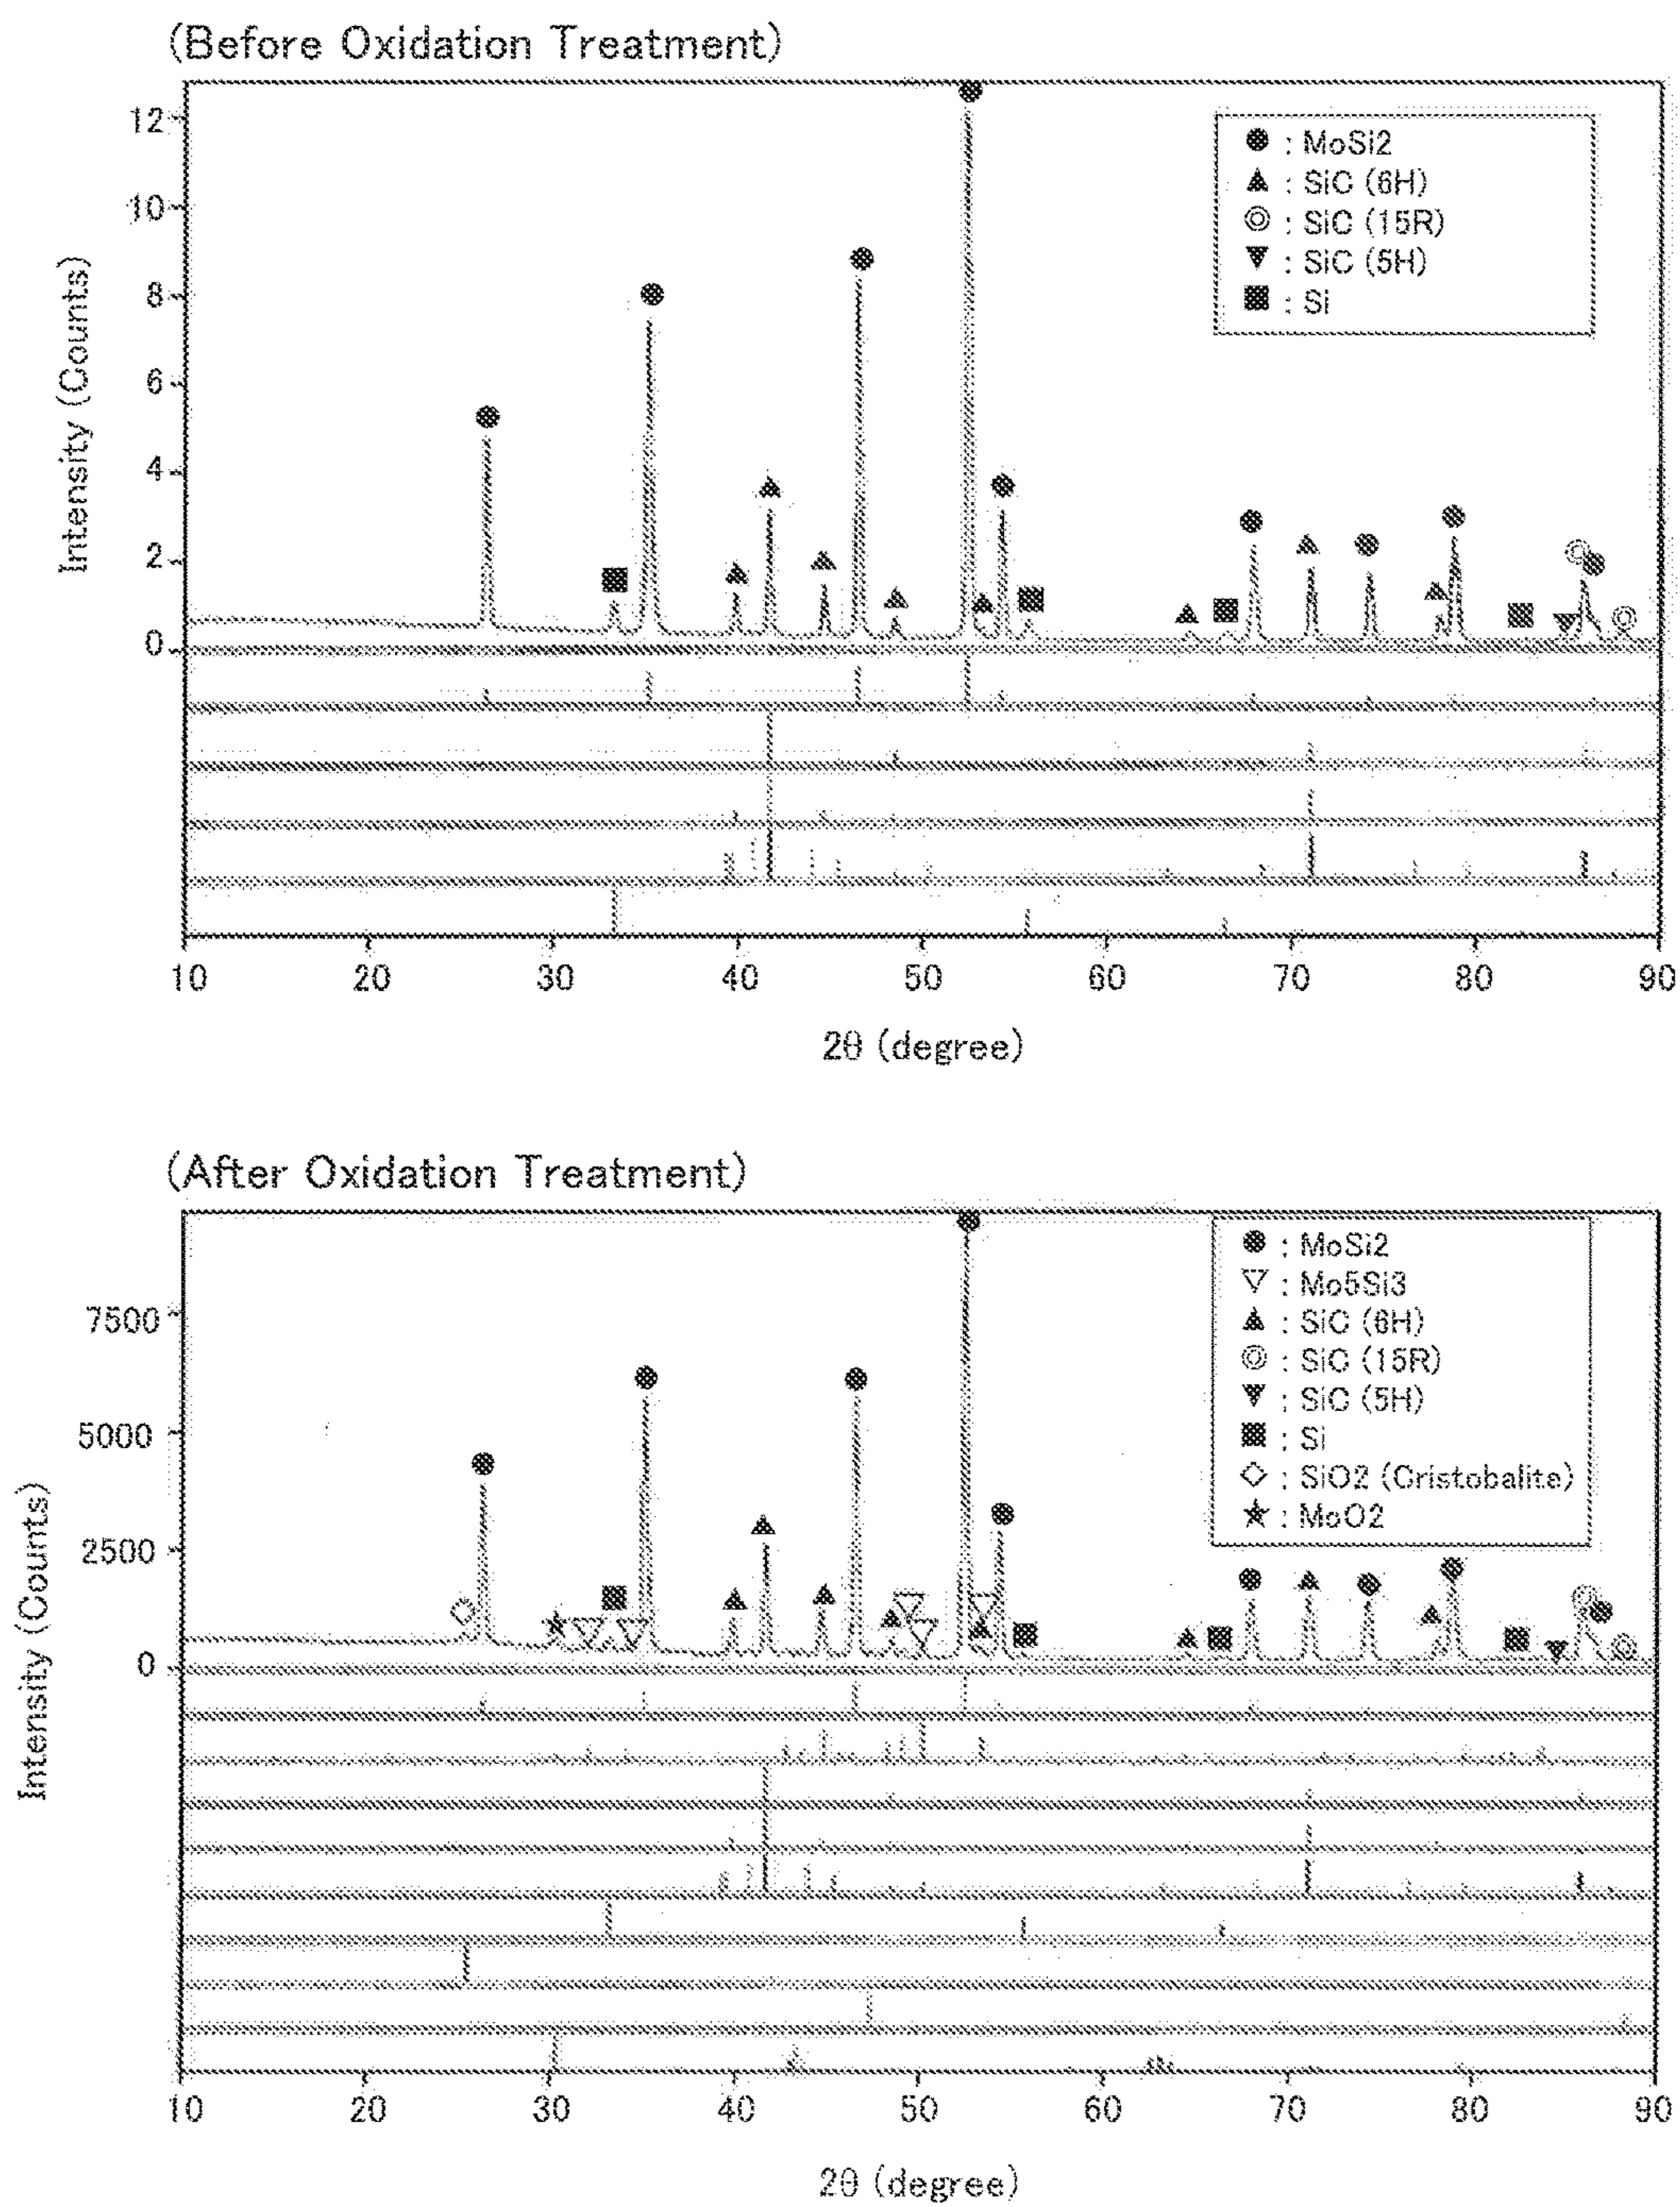 (Before Oxidation Treatment)
12
10
8
6
4
2
0
Intensity (Counts)
● : MoSi2
▲ : SiC (6H)
◎ : SiC (15R)
▼ : SiC (5H)
■ : Si
10 20 30 40 50 60 70 80 90
2θ (degree)
(After Oxidation Treatment)
7500
5000
2500
0
Intensity (Counts)
● : MoSi2
▽ : Mo5Si3
▲ : SiC (6H)
◎ : SiC (15R)
▼ : SiC (5H)
■ : Si
◇ : SiO2 (Cristobalite)
★ : MoO2
10 20 30 40 50 60 70 80 90
2θ (degree)